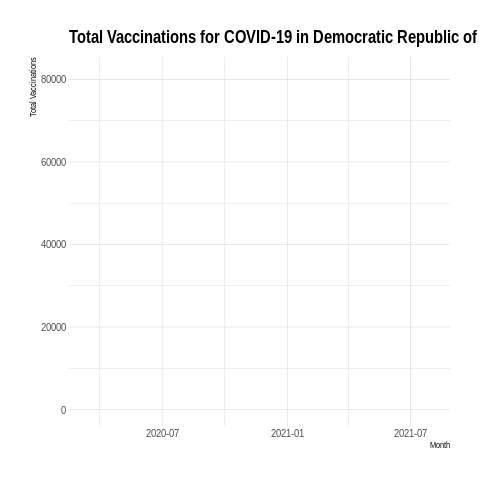 Total Vaccinations for COVID-19 in Democratic Republic of
Total Vaccinations
80000
60000
40000
20000
0
2020-07 2021-01 2021-07
Month